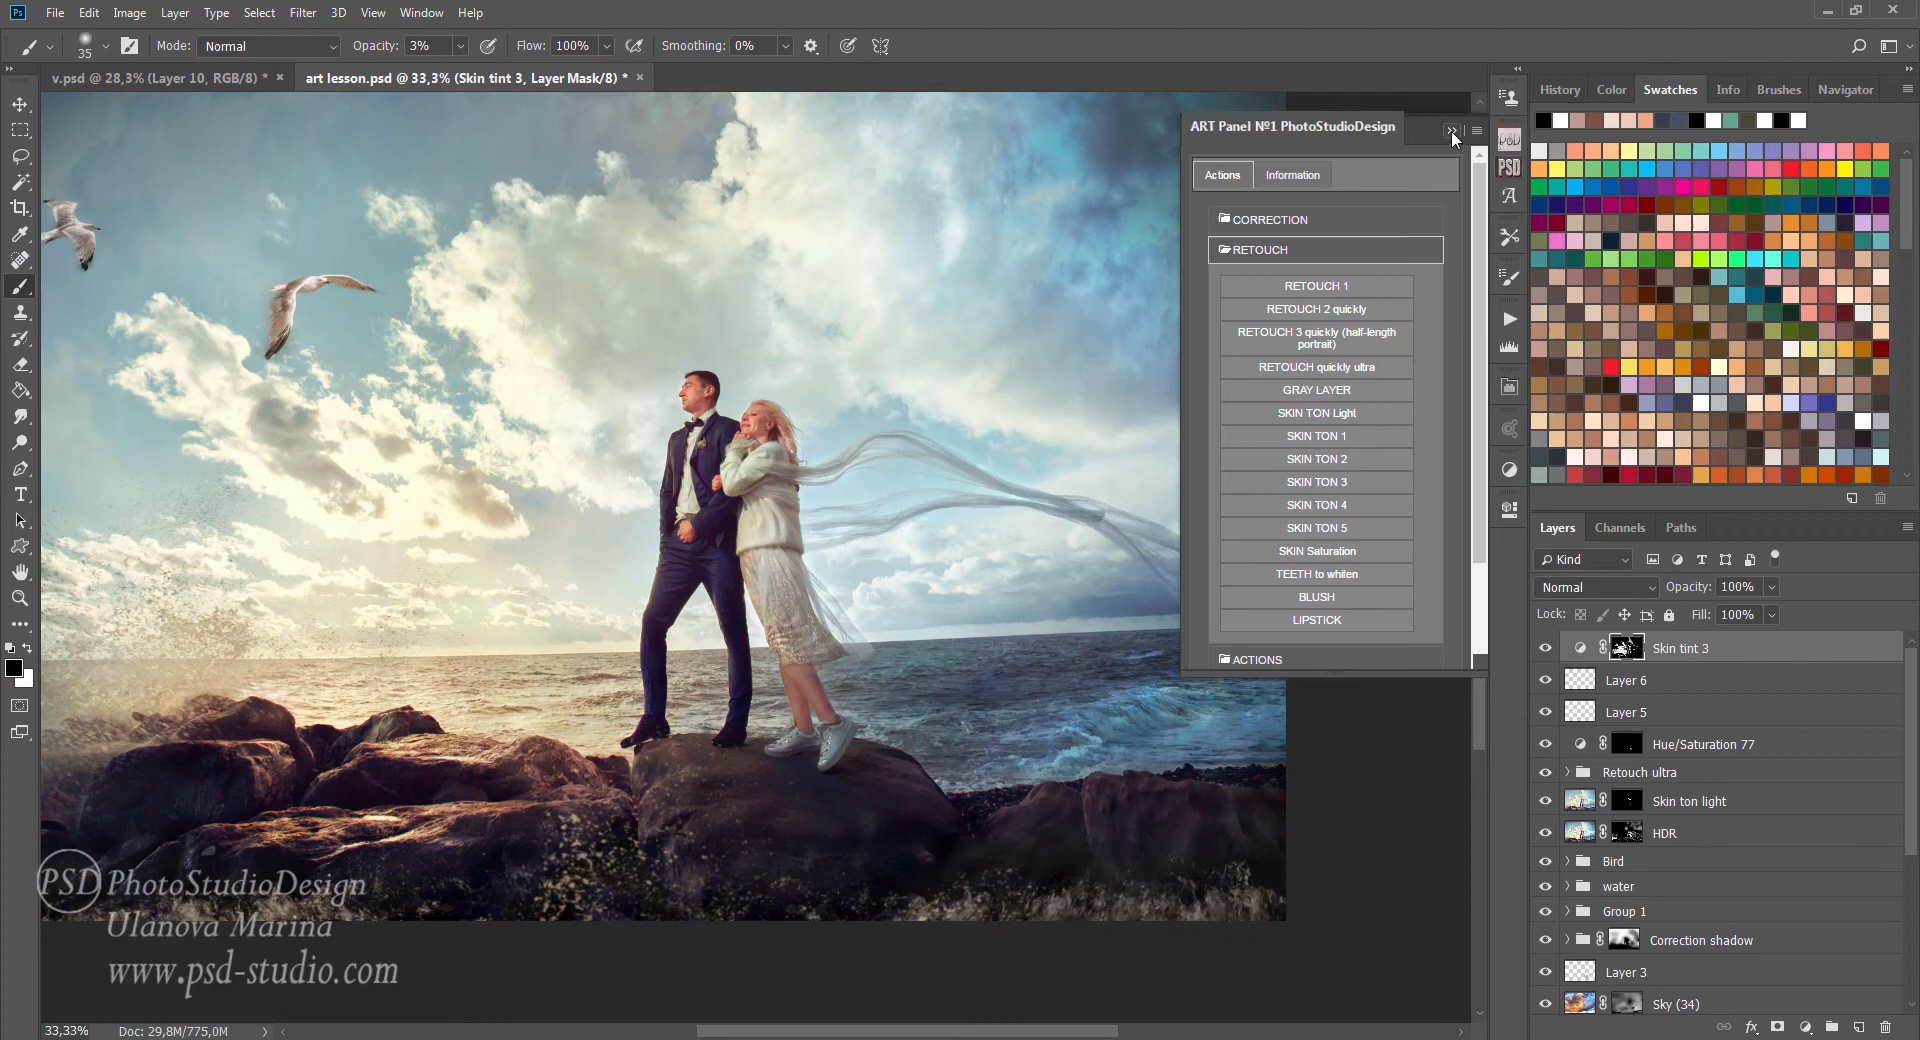 Ps File Edit Image Layer Type Select Filter 3D View Window Help
35 Mode: Normal Opacity: 3% Flow: 100% Smoothing: 0%
v.psd @ 28,3% (Layer 10, RGB/8) * × art lesson.psd @ 33,3% (Skin tint 3, Layer Mask/8) * ×
ART Panel №1 PhotoStudioDesign
Actions Information
CORRECTION
RETOUCH
RETOUCH 1
RETOUCH 2 quickly
RETOUCH 3 quickly (half-length
portrait)
RETOUCH quickly ultra
GRAY LAYER
SKIN TON Light
SKIN TON 1
SKIN TON 2
SKIN TON 3
SKIN TON 4
SKIN TON 5
SKIN Saturation
TEETH to whiten
BLUSH
LIPSTICK
ACTIONS
PSD
PSD
A
History Color Swatches Info Brushes Navigator
Layers Channels Paths
Kind
Normal Opacity: 100%
Lock: Fill: 100%
Skin tint 3
Layer 6
Layer 5
Hue/Saturation 77
Retouch ultra
Skin ton light
HDR
Bird
water
Group 1
Correction shadow
Layer 3
Sky (34)
fx
PSD PhotoStudioDesign
Ulanova Marina
www.psd-studio.com
33,33% Doc: 29,8M/775,0M